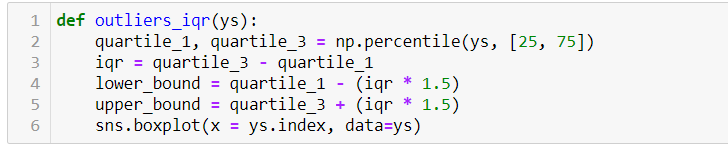 1 def outliers_iqr(ys):
2     quartile_1, quartile_3 = np.percentile(ys, [25, 75])
3     iqr = quartile_3 - quartile_1
4     lower_bound = quartile_1 - (iqr * 1.5)
5     upper_bound = quartile_3 + (iqr * 1.5)
6     sns.boxplot(x = ys.index, data=ys)